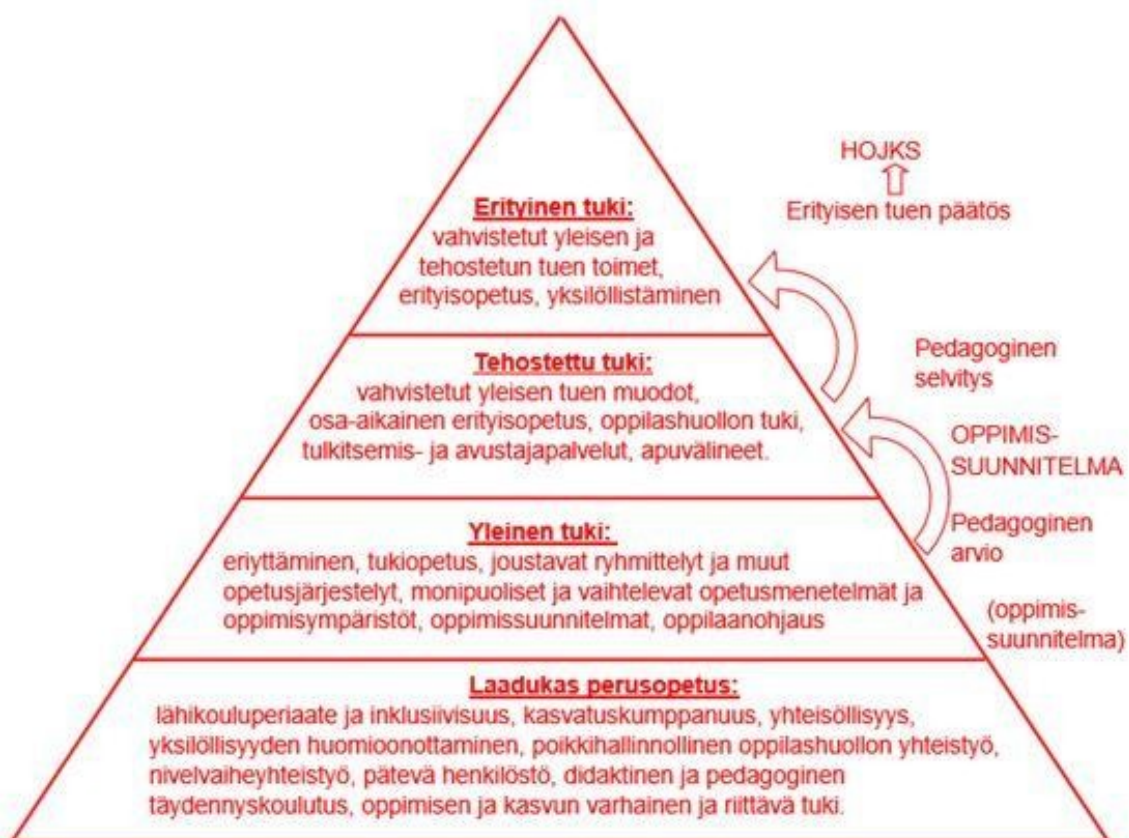 HOJKS
Erityisen tuen päätös
Erityinen tuki:
vahvistetut yleisen ja
tehostetun tuen toimet,
erityisopetus, yksilöllistäminen
Pedagoginen
selvitys
Tehostettu tuki:
vahvistetut yleisen tuen muodot,
osa-aikainen erityisopetus, oppilashuollon tuki,
tulkitsemis- ja avustajapalvelut, apuvälineet.
OPPIMIS-
SUUNNITELMA
Pedagoginen
arvio
Yleinen tuki:
eriyttäminen, tukiopetus, joustavat ryhmittelyt ja muut
opetusjärjestelyt, monipuoliset ja vaihtelevat opetusmenetelmät ja
oppimisympäristöt, oppimissuunnitelmat, oppilaanohjaus
(oppimis-
suunnitelma)
Laadukas perusopetus:
lähikouluperiaate ja inklusiivisuus, kasvatuskumppanuus, yhteisöllisyys,
yksilöllisyyden huomioonottaminen, poikkihallinnollinen oppilashuollon yhteistyö,
nivelvaiheyhteistyö, pätevä henkilöstö, didaktinen ja pedagoginen
täydennyskoulutus, oppimisen ja kasvun varhainen ja riittävä tuki.